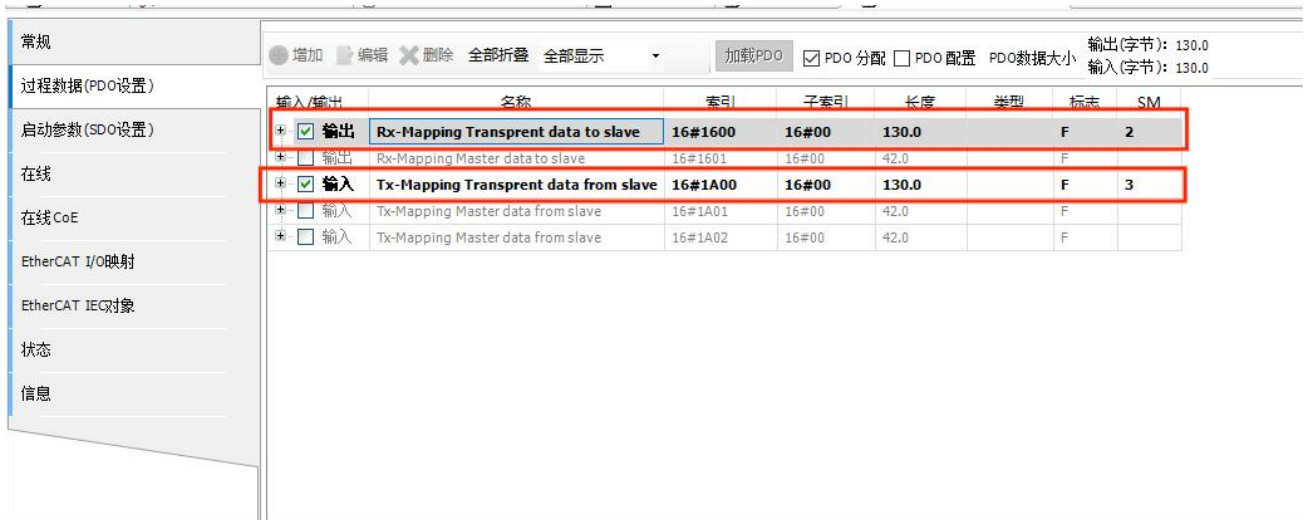 常规
过程数据(PDO设置)
启动参数(SDO设置)
在线
在线CoE
EtherCAT I/O映射
EtherCAT IEC对象
状态
信息
增加 编辑 删除 全部折叠 全部显示 加载PDO PDO 分配 PDO 配置 PDO数据大小 输出(字节): 130.0
输入(字节): 130.0
输入/输出 名称 索引 子索引 长度 类型 标志 SM
输出 Rx-Mapping Transprent data to slave 16#1600 16#00 130.0 F 2
输出 Rx-Mapping Master data to slave 16#1601 16#00 42.0 F
输入 Tx-Mapping Transprent data from slave 16#1A00 16#00 130.0 F 3
输入 Tx-Mapping Master data from slave 16#1A01 16#00 42.0 F
输入 Tx-Mapping Master data from slave 16#1A02 16#00 42.0 F